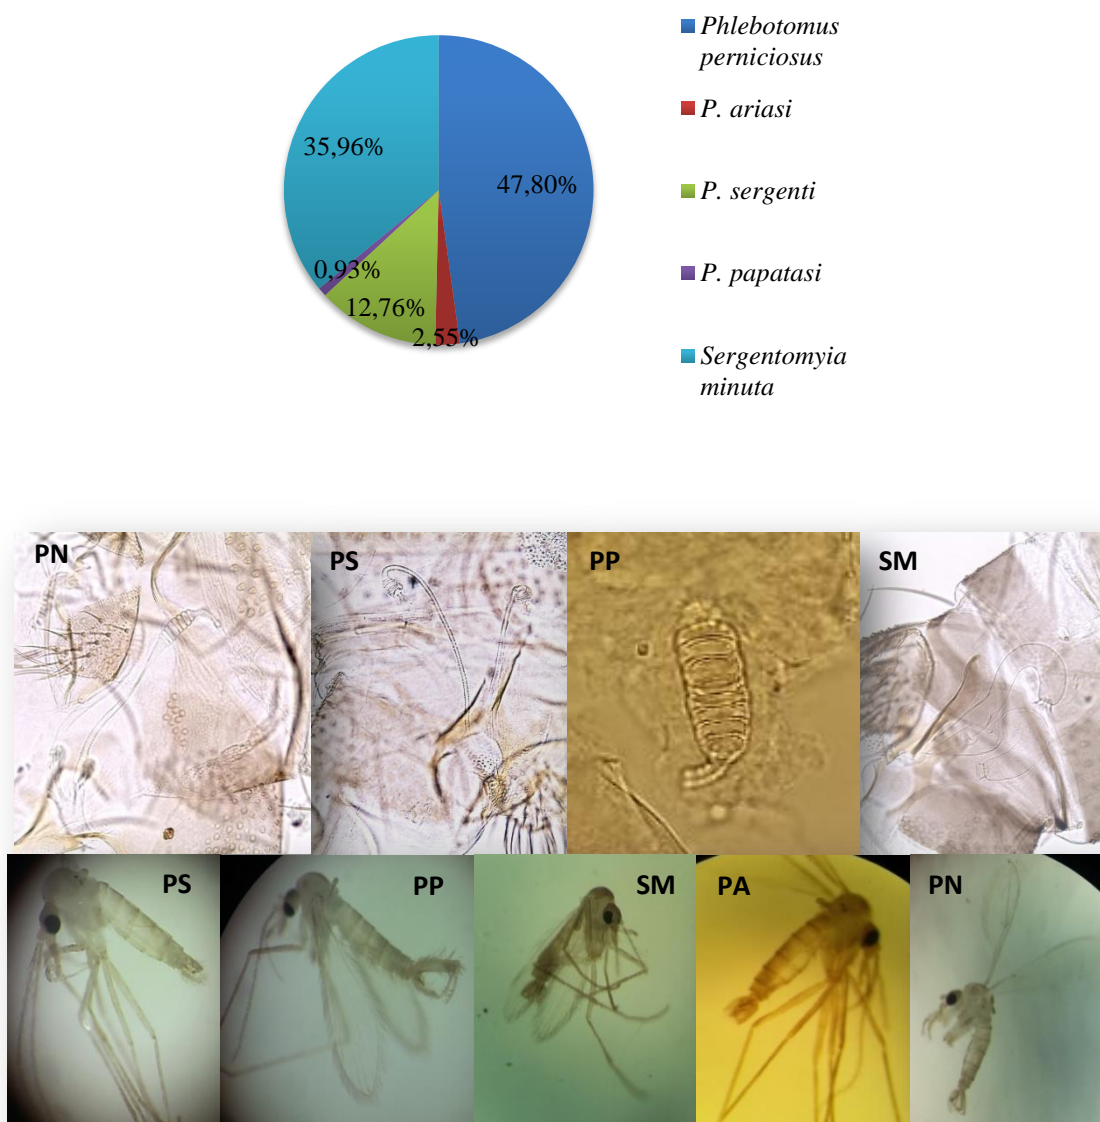 Phlebotomus
perniciosus
P. ariasi
P. sergenti
P. papatasi
Sergentomyia
minuta
35,96%
47,80%
0,93%
12,76%
2,55%
PN
PS
PP
SM
PS
PP
SM
PA
PN